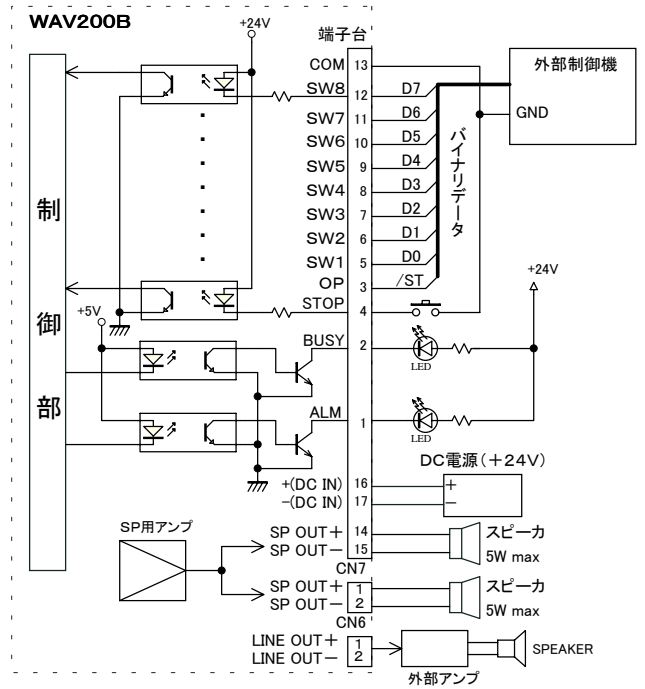 WAV200B
+24V
端子台
COM 13
SW8 12 D7
SW7 11 D6
SW6 10 D5
SW5 9 D4
SW4 8 D3
SW3 7 D2
SW2 6 D1
SW1 5 D0
OP 3 /ST
STOP 4
BUSY 2
ALM 1
外部制御機
GND
バイナリデータ
制御部
+5V
+24V
LED
LED
DC電源(+24V)
+(DC IN) 16 +
-(DC IN) 17 -
SP用アンプ
SP OUT+ 14 スピーカ
SP OUT- 15 5W max
CN7
SP OUT+ 1 スピーカ
SP OUT- 2 5W max
CN6
LINE OUT+ 1
LINE OUT- 2
SPEAKER
外部アンプ